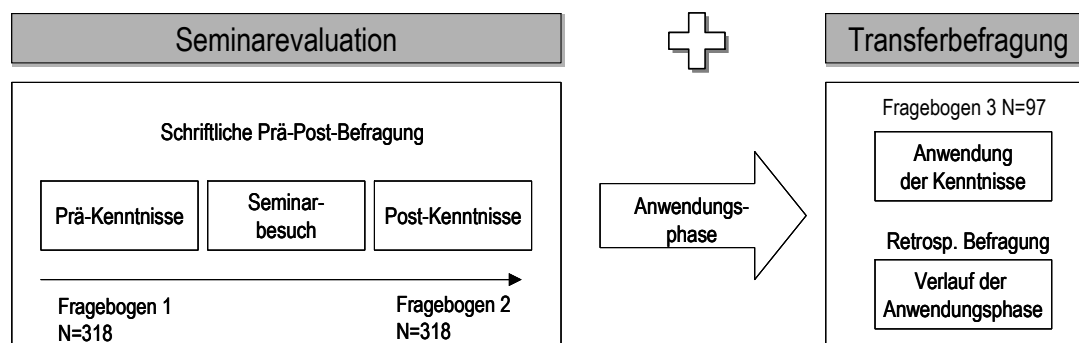 Seminarevaluation
Schriftliche Prä-Post-Befragung
Prä-Kenntnisse
Seminar-
besuch
Post-Kenntnisse
Fragebogen 1
N=318
Fragebogen 2
N=318
Anwendungs-
phase
Transferbefragung
Fragebogen 3 N=97
Anwendung
der Kenntnisse
Retrosp. Befragung
Verlauf der
Anwendungsphase